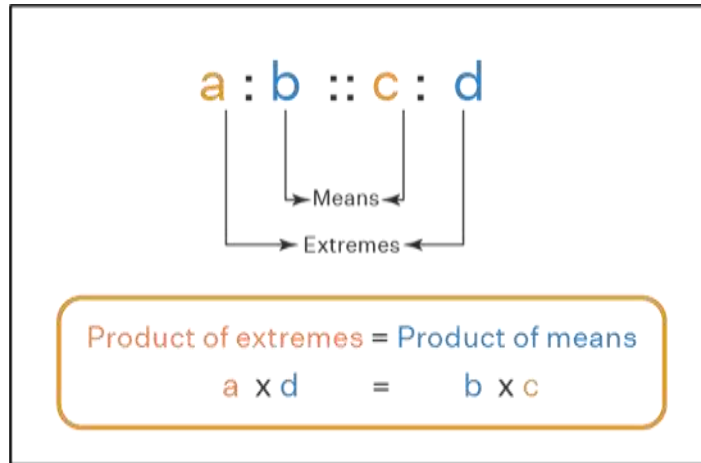 a : b :: c : d
Means
Extremes
Product of extremes = Product of means
a x d = b x c